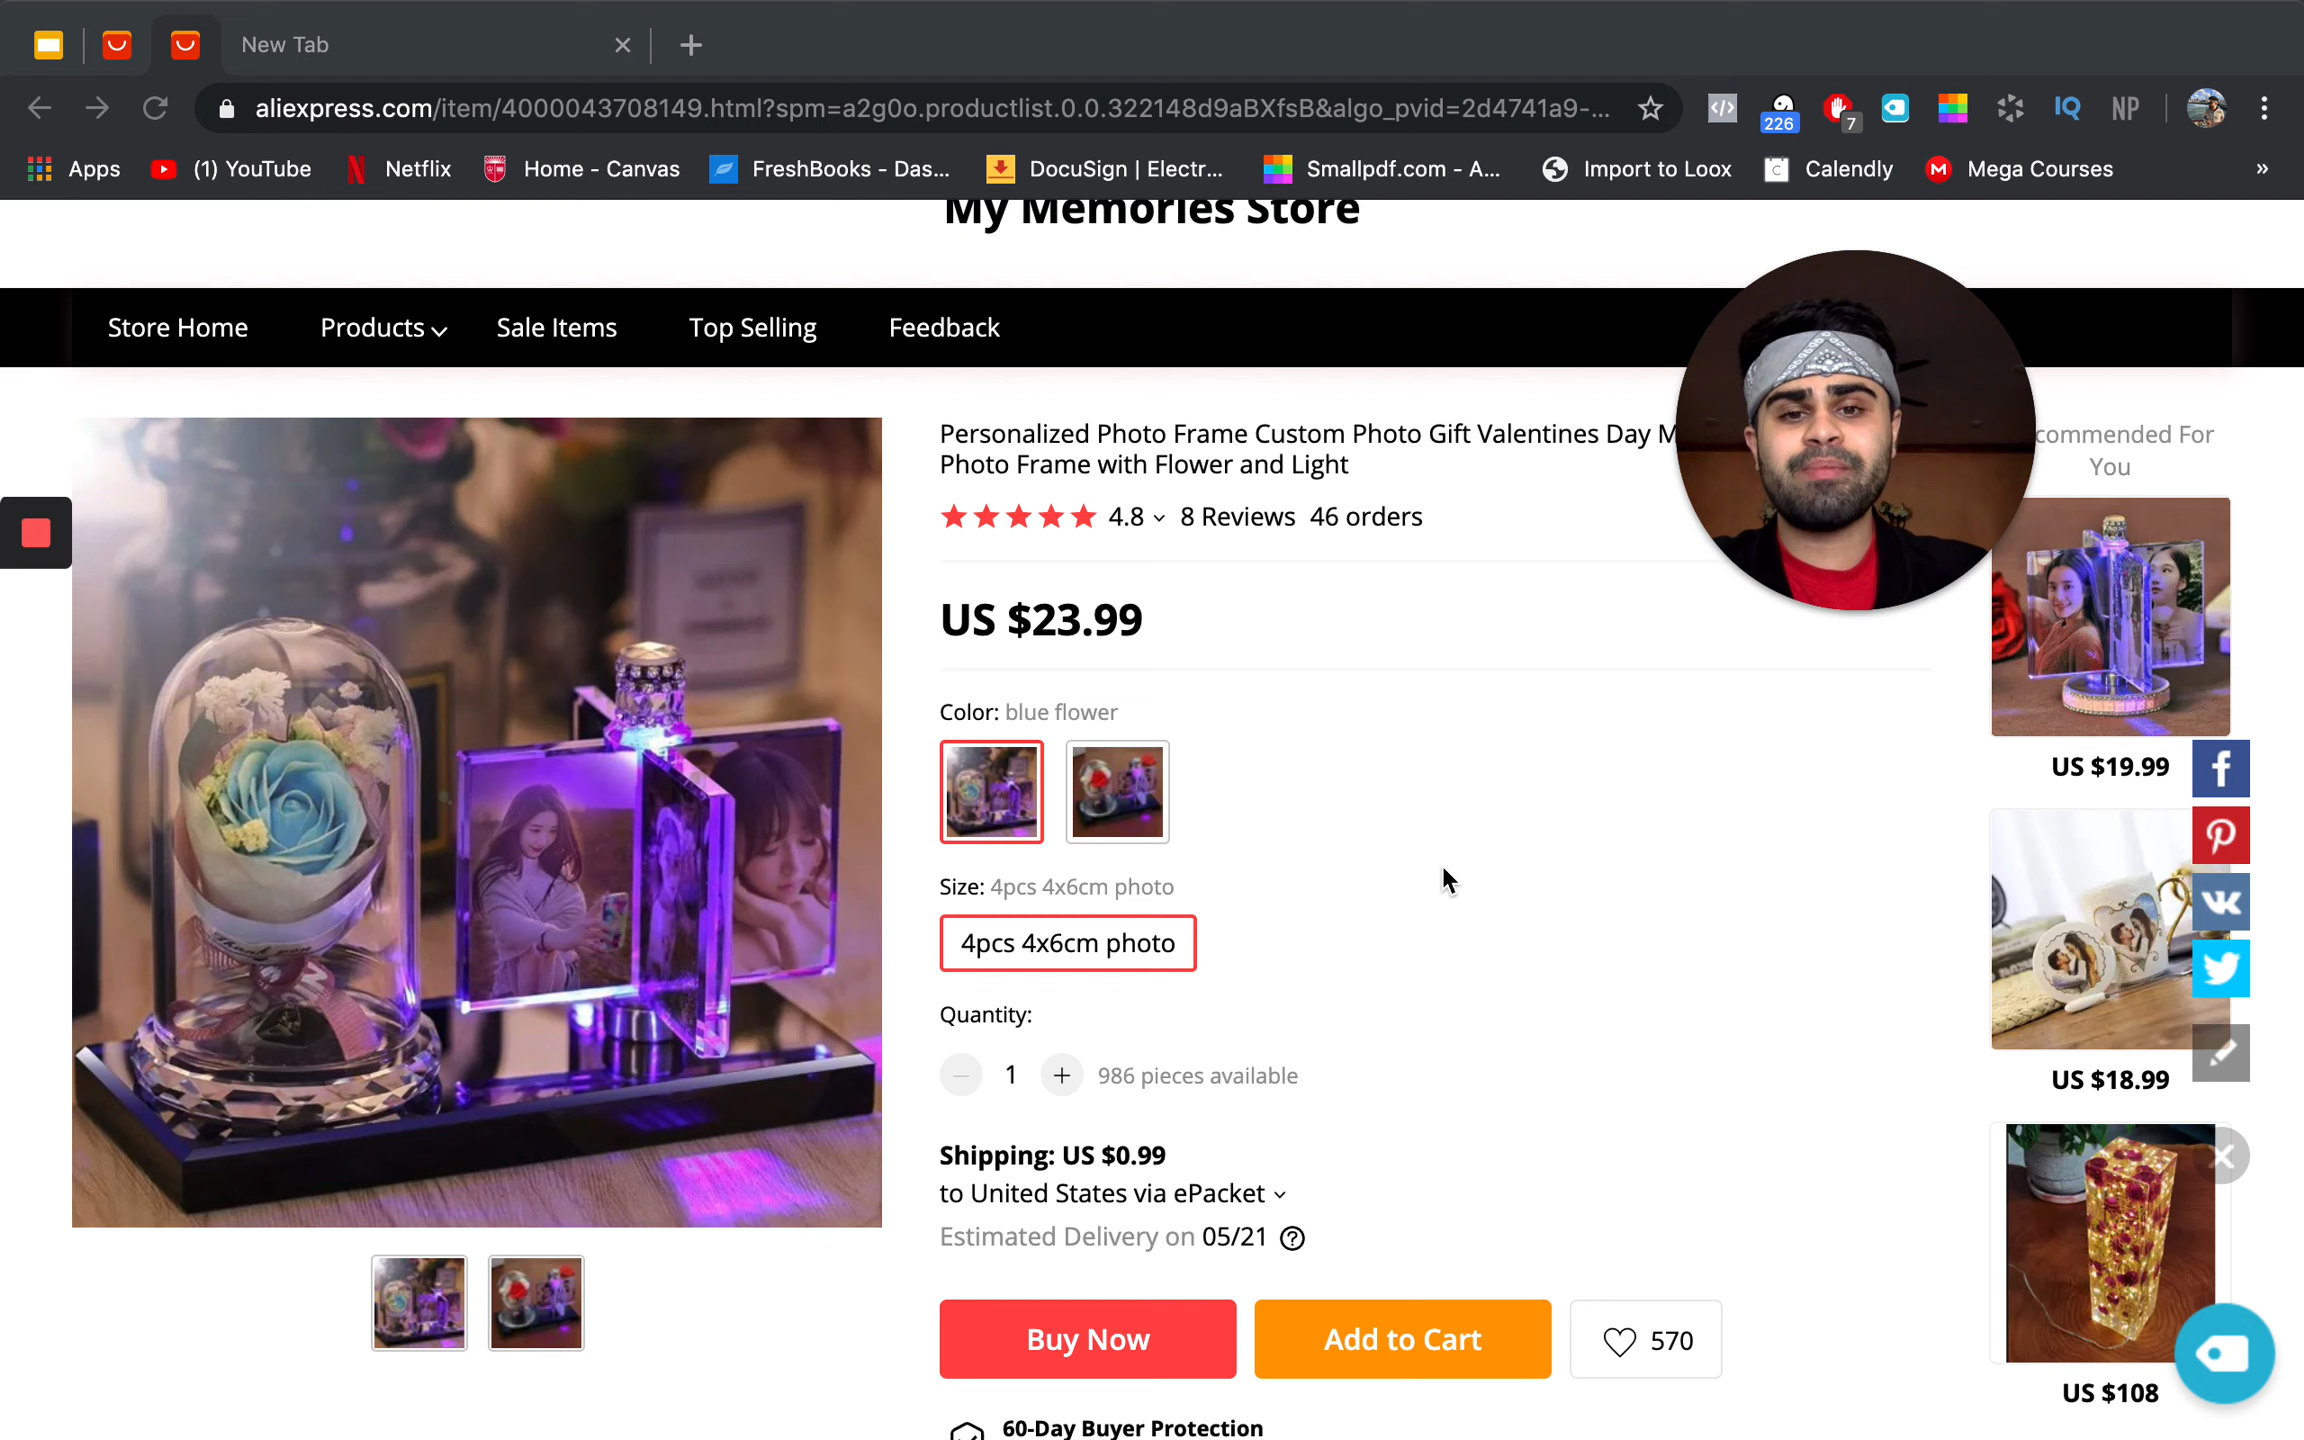 New Tab
aliexpress.com/item/4000043708149.html?spm=a2g0o.productlist.0.0.322148d9aBXfsB&algo_pvid=2d4741a9-...
226
7
IQ
NP
Apps
(1) YouTube
Netflix
Home - Canvas
FreshBooks - Das...
DocuSign | Electr...
Smallpdf.com - A...
Import to Loox
Calendly
Mega Courses
»
My Memories Store
Store Home
Products
Sale Items
Top Selling
Feedback
Personalized Photo Frame Custom Photo Gift Valentines Day M
Photo Frame with Flower and Light
4.8
8 Reviews
46 orders
US $23.99
Color: blue flower
Size: 4pcs 4x6cm photo
4pcs 4x6cm photo
Quantity:
1
986 pieces available
Shipping: US $0.99
to United States via ePacket
Estimated Delivery on 05/21
Buy Now
Add to Cart
570
60-Day Buyer Protection
commended For
You
US $19.99
US $18.99
US $108